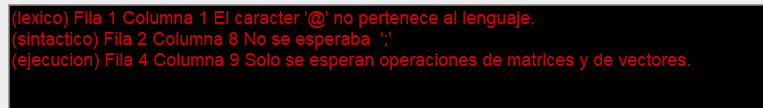 (lexico) Fila 1 Columna 1 El caracter '@' no pertenece al lenguaje.
(sintactico) Fila 2 Columna 8 No se esperaba  ';'
(ejecucion) Fila 4 Columna 9 Solo se esperan operaciones de matrices y de vectores.